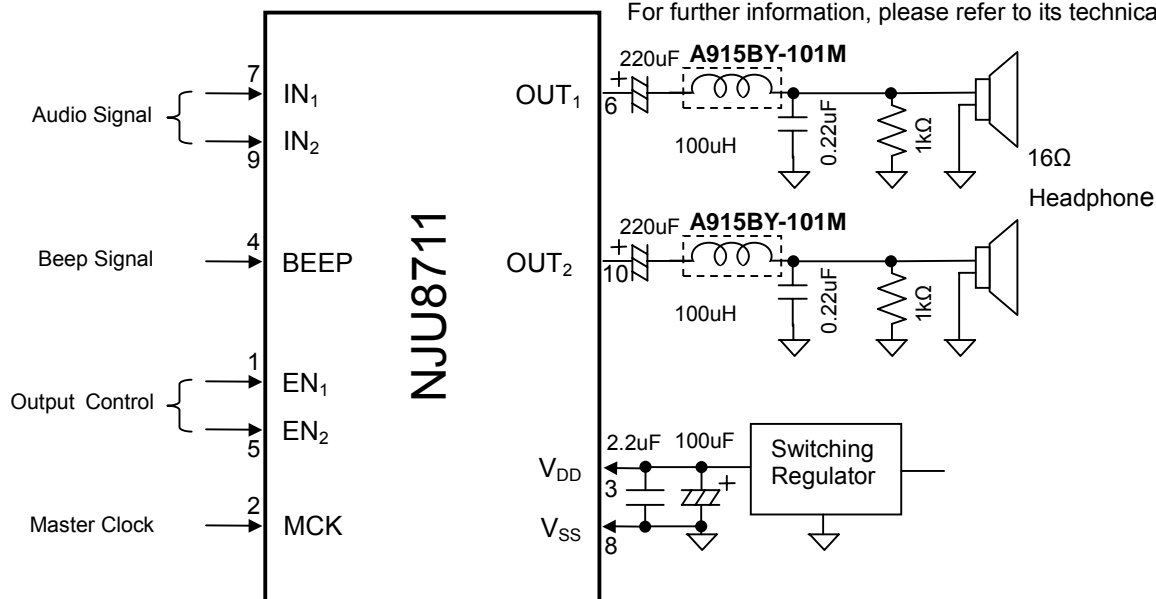 For further information, please refer to its technica
A915BY-101M
220uF
7
IN₁
OUT₁
6
Audio Signal
IN₂
9
100uH
0.22uF
1kΩ
16Ω
Headphone
NJU8711
A915BY-101M
220uF
4
Beep Signal
BEEP
OUT₂
10
100uH
0.22uF
1kΩ
1
EN₁
Output Control
EN₂
5
2.2uF
100uF
Switching
Regulator
V_DD
3
2
Master Clock
MCK
V_SS
8